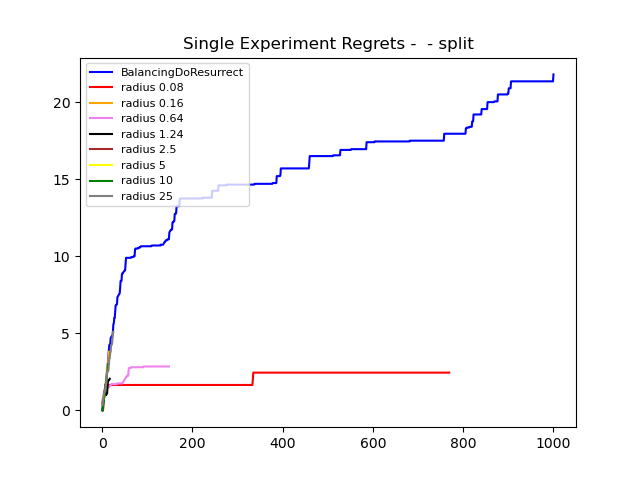 Single Experiment Regrets -  - split
BalancingDoResurrect
radius 0.08
radius 0.16
radius 0.64
radius 1.24
radius 2.5
radius 5
radius 10
radius 25
20
15
10
5
0
0 200 400 600 800 1000